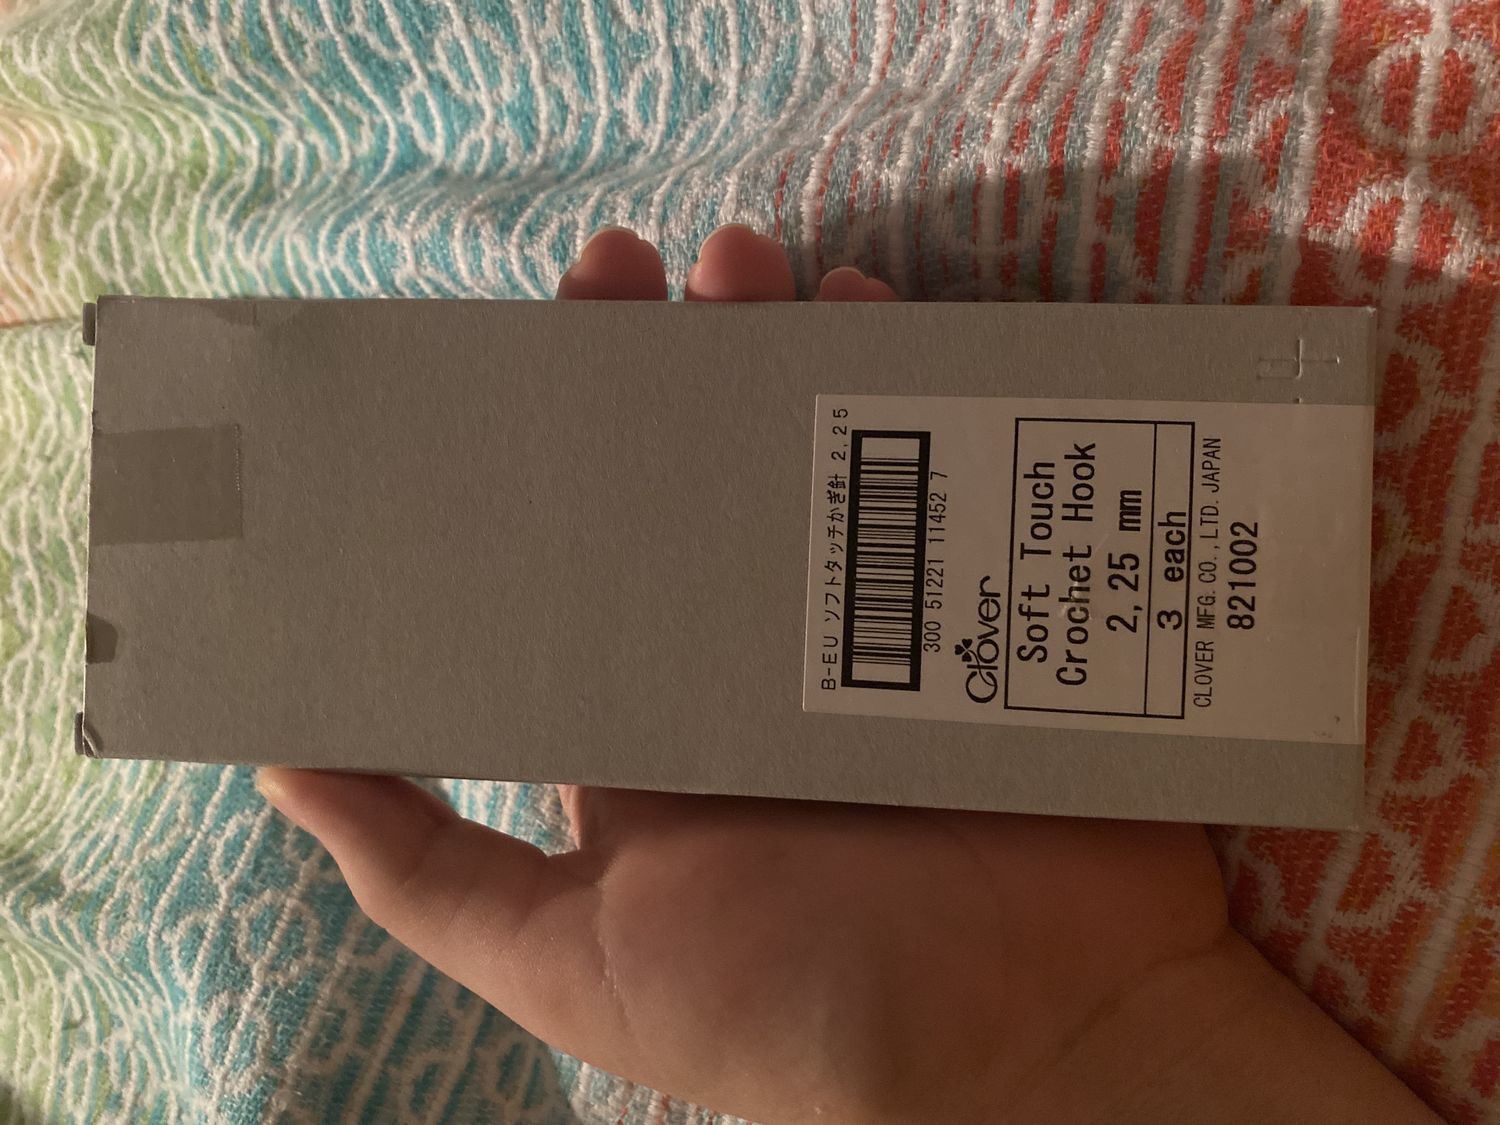 B-EU ソフトタッチかぎ針 2,25
300 51221 11452 7
Clover
Soft Touch
Crochet Hook
2,25 mm
3 each
CLOVER MFG. CO., LTD. JAPAN
821002
4